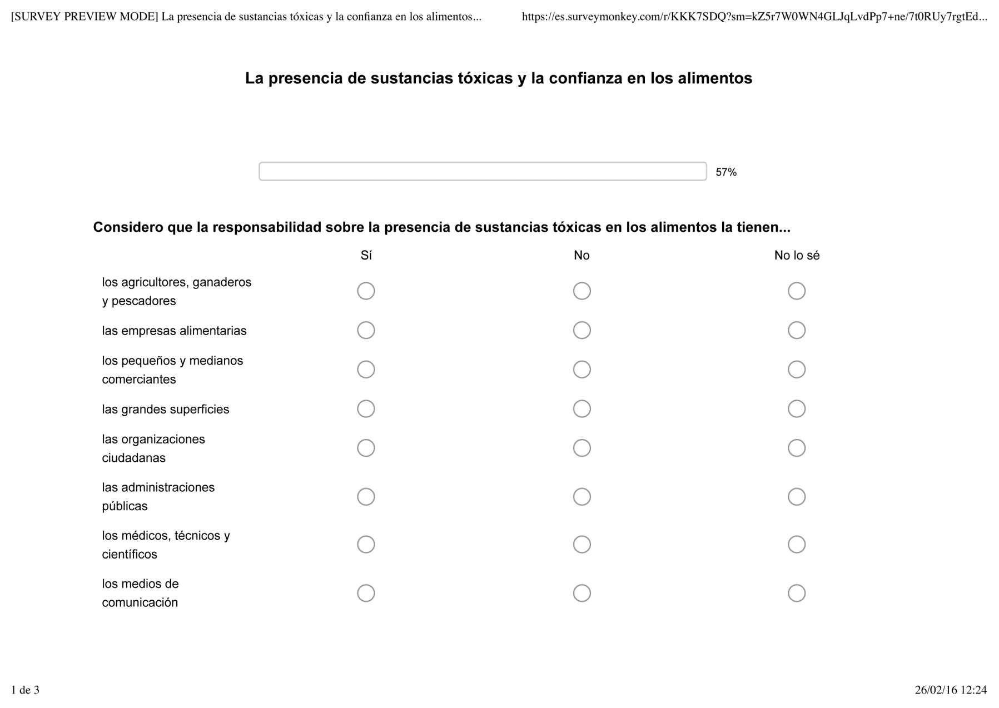 [SURVEY PREVIEW MODE] La presencia de sustancias tóxicas y la confianza en los alimentos... https://es.surveymonkey.com/r/KKK7SDQ?sm=kZ5r7W0WN4GLJqLvdPp7+ne/7t0RUy7rgtEd...
La presencia de sustancias tóxicas y la confianza en los alimentos
57%
Considero que la responsabilidad sobre la presencia de sustancias tóxicas en los alimentos la tienen...
Sí No No lo sé
los agricultores, ganaderos
y pescadores
las empresas alimentarias
los pequeños y medianos
comerciantes
las grandes superficies
las organizaciones
ciudadanas
las administraciones
públicas
los médicos, técnicos y
científicos
los medios de
comunicación
1 de 3 26/02/16 12:24